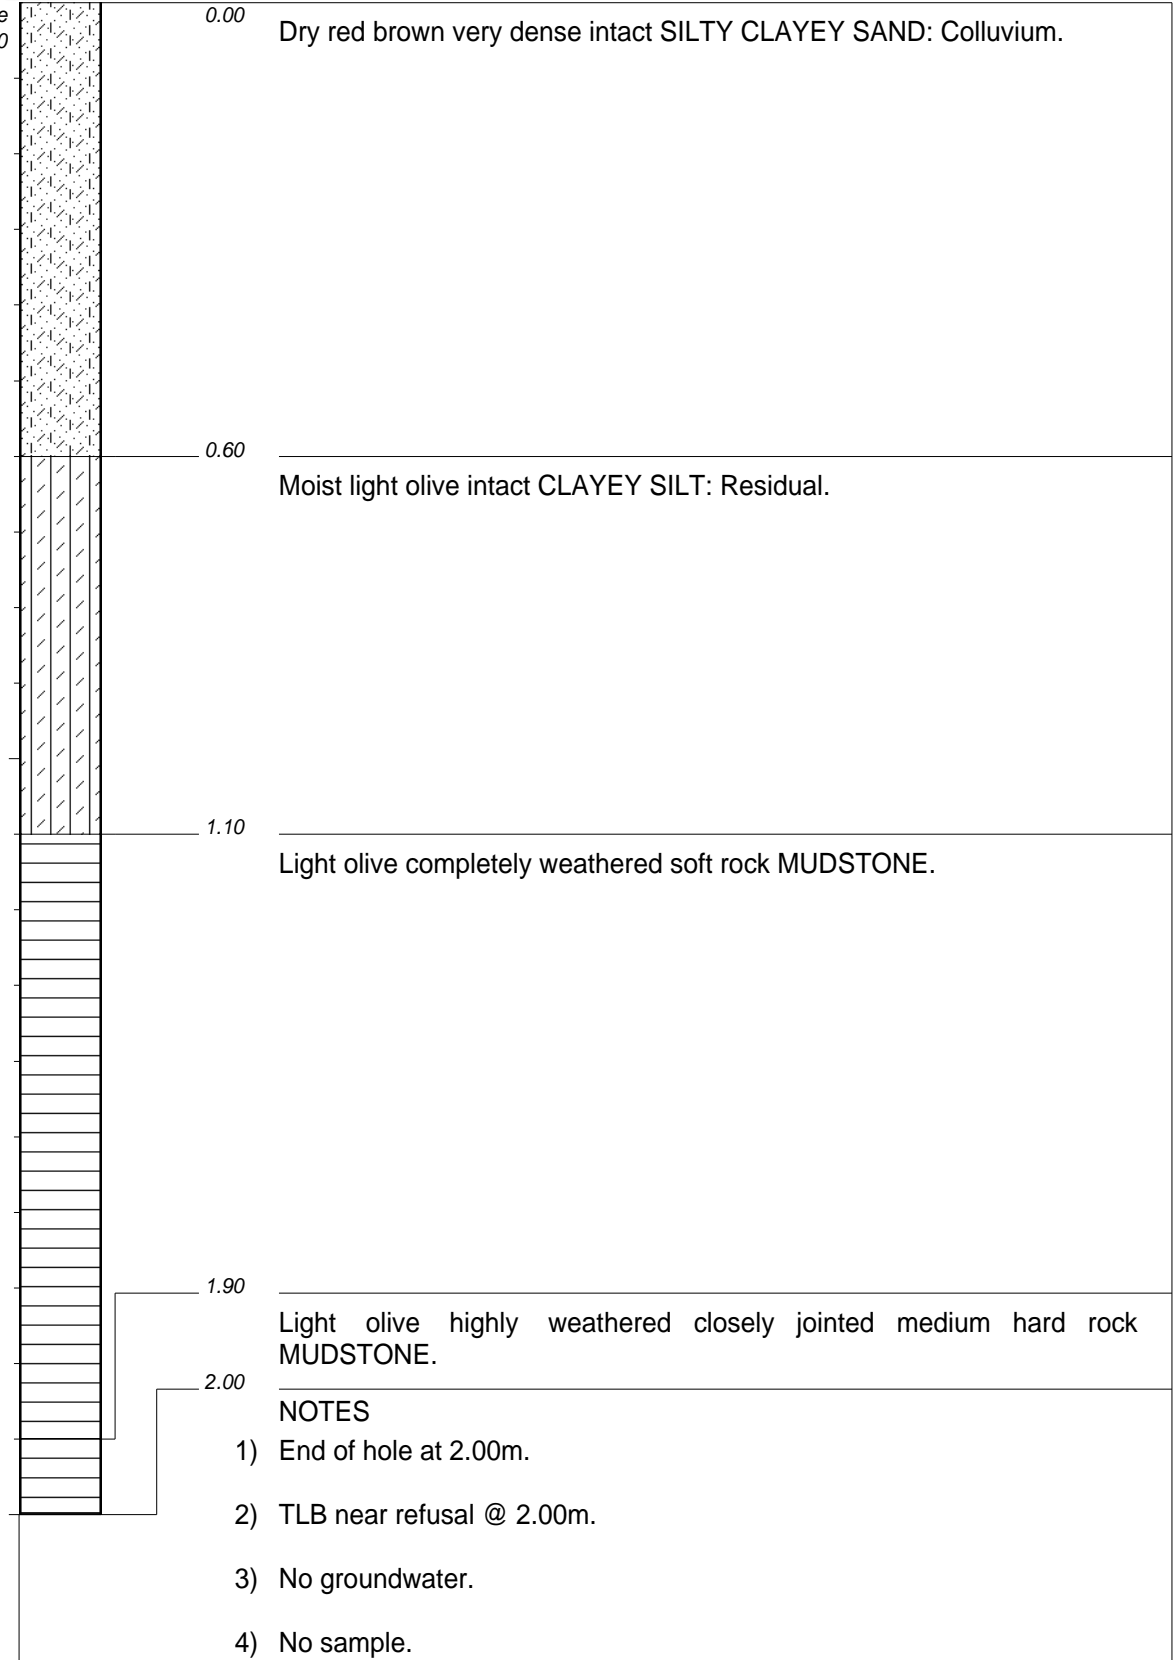 0.00
Dry red brown very dense intact SILTY CLAYEY SAND: Colluvium.
0.60
Moist light olive intact CLAYEY SILT: Residual.
1.10
Light olive completely weathered soft rock MUDSTONE.
1.90
Light olive highly weathered closely jointed medium hard rock
MUDSTONE.
2.00
NOTES
1) End of hole at 2.00m.
2) TLB near refusal @ 2.00m.
3) No groundwater.
4) No sample.